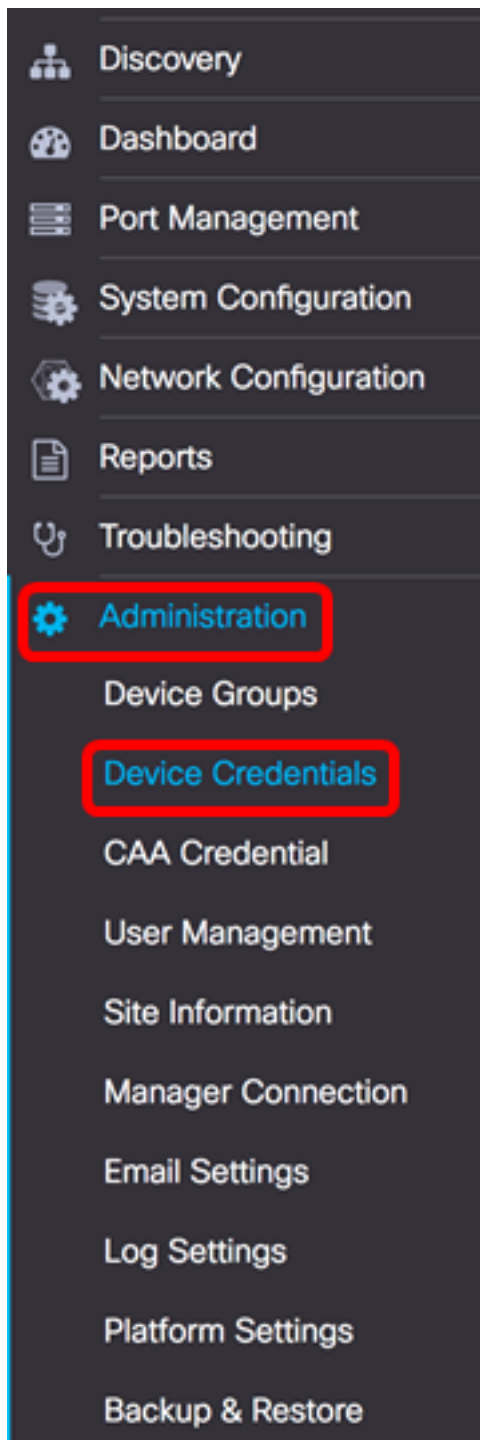 Discovery
Dashboard
Port Management
System Configuration
Network Configuration
Reports
Troubleshooting
Administration
Device Groups
Device Credentials
CAA Credential
User Management
Site Information
Manager Connection
Email Settings
Log Settings
Platform Settings
Backup & Restore